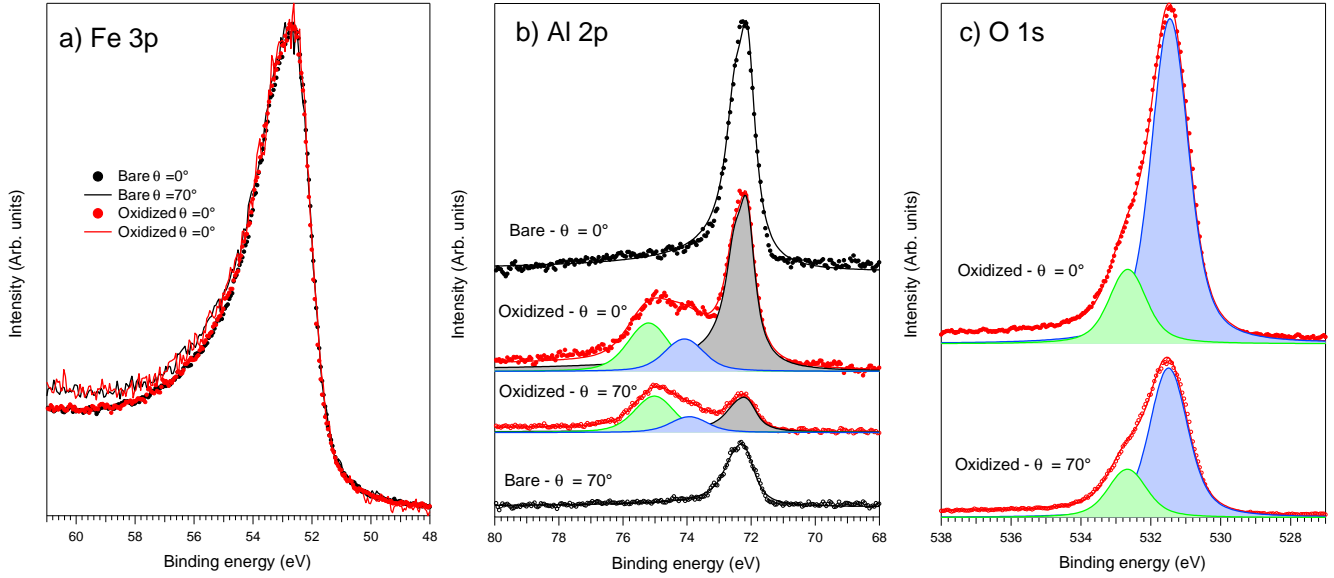 a) Fe 3p
Bare θ =0°
Bare θ =70°
Oxidized θ =0°
Oxidized θ =0°
Intensity (Arb. units)
60 58 56 54 52 50 48
Binding energy (eV)
b) Al 2p
Bare - θ = 0°
Oxidized - θ = 0°
Oxidized - θ = 70°
Bare - θ = 70°
Intensity (Arb. units)
80 78 76 74 72 70 68
Binding energy (eV)
c) O 1s
Oxidized - θ = 0°
Oxidized - θ = 70°
Intensity (Arb. units)
538 536 534 532 530 528
Binding energy (eV)